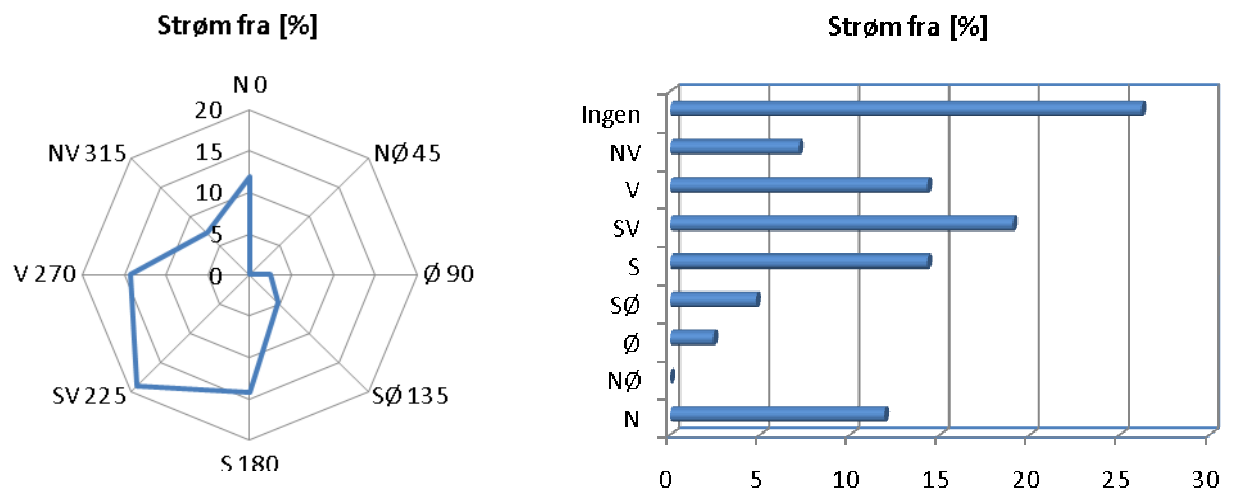 Strøm fra [%]
N 0
20
15
10
5
0
NØ 45
Ø 90
SØ 135
S 180
SV 225
V 270
NV 315
Strøm fra [%]
Ingen
NV
V
SV
S
SØ
Ø
NØ
N
0 5 10 15 20 25 30